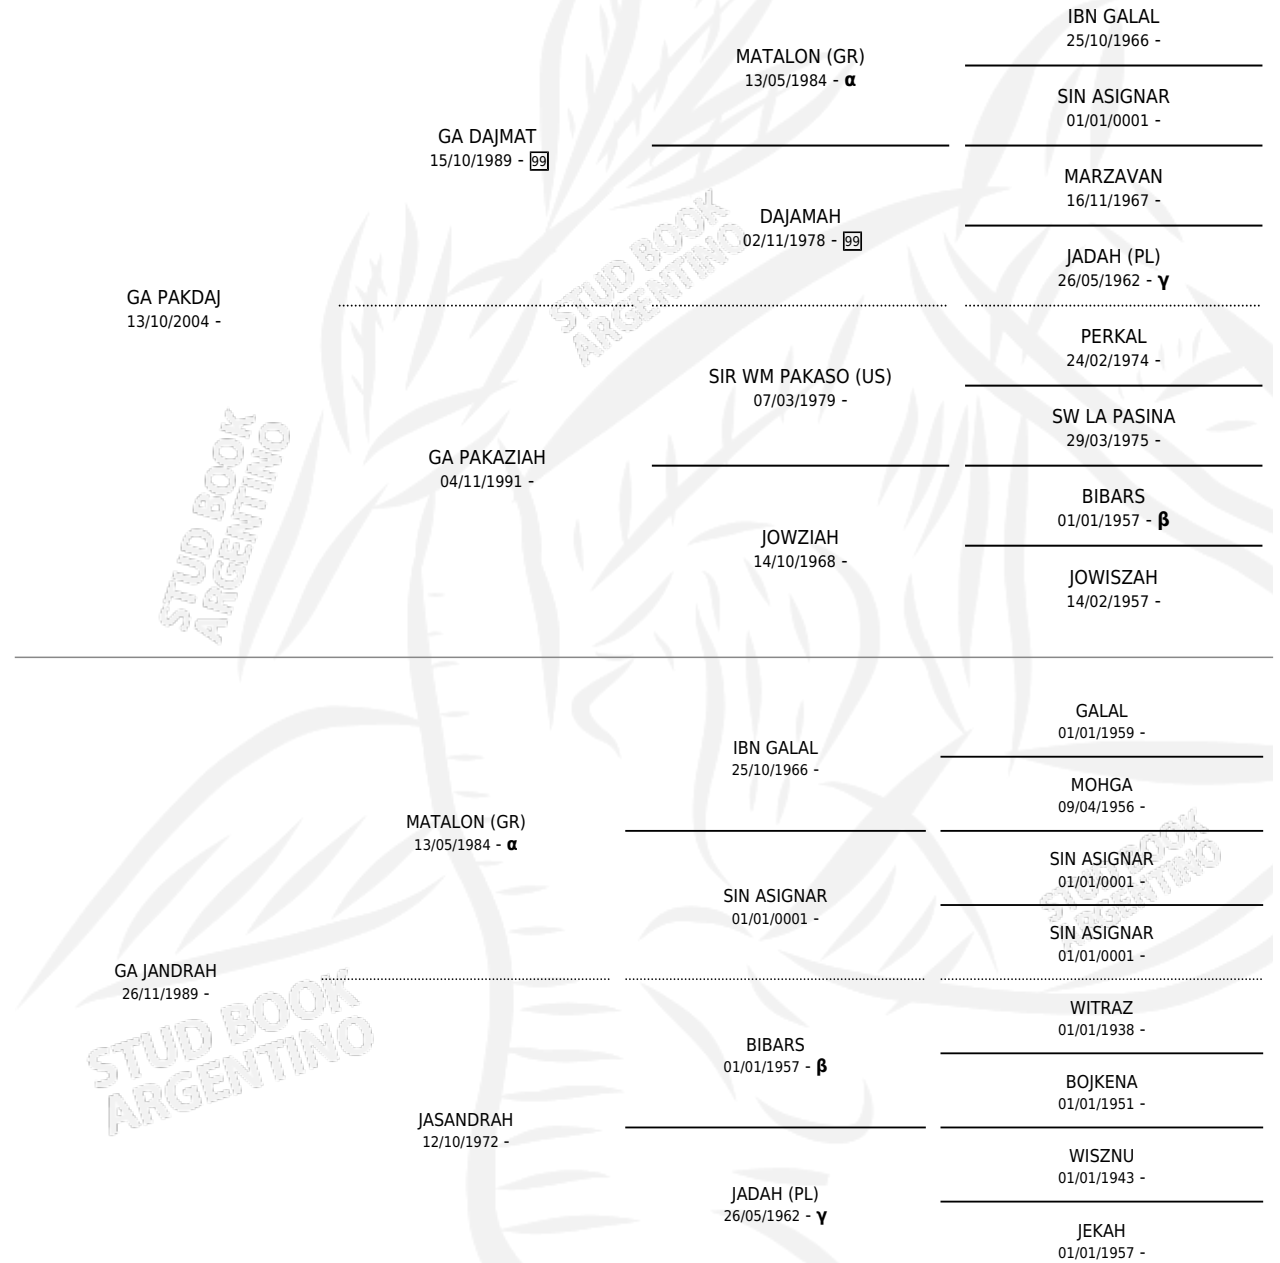 IBN GALAL
25/10/1966 -
MATALON (GR)
13/05/1984 - α
SIN ASIGNAR
01/01/0001 -
GA DAJMAT
15/10/1989 - 99
MARZAVAN
16/11/1967 -
DAJAMAH
02/11/1978 - 99
JADAH (PL)
26/05/1962 - γ
GA PAKDAJ
13/10/2004 -
PERKAL
24/02/1974 -
SIR WM PAKASO (US)
07/03/1979 -
SW LA PASINA
29/03/1975 -
GA PAKAZIAH
04/11/1991 -
BIBARS
01/01/1957 - β
JOWZIAH
14/10/1968 -
JOWISZAH
14/02/1957 -
STUD BOOK
ARGENTINO
STUD BOOK
ARGENTINO
GALAL
01/01/1959 -
IBN GALAL
25/10/1966 -
MOHGA
09/04/1956 -
MATALON (GR)
13/05/1984 - α
SIN ASIGNAR
01/01/0001 -
SIN ASIGNAR
01/01/0001 -
SIN ASIGNAR
01/01/0001 -
GA JANDRAH
26/11/1989 -
WITRAZ
01/01/1938 -
BIBARS
01/01/1957 - β
BOJKENA
01/01/1951 -
JASANDRAH
12/10/1972 -
WISZNU
01/01/1943 -
JADAH (PL)
26/05/1962 - γ
JEKAH
01/01/1957 -
STUD BOOK
ARGENTINO
STUD BOOK
ARGENTINO